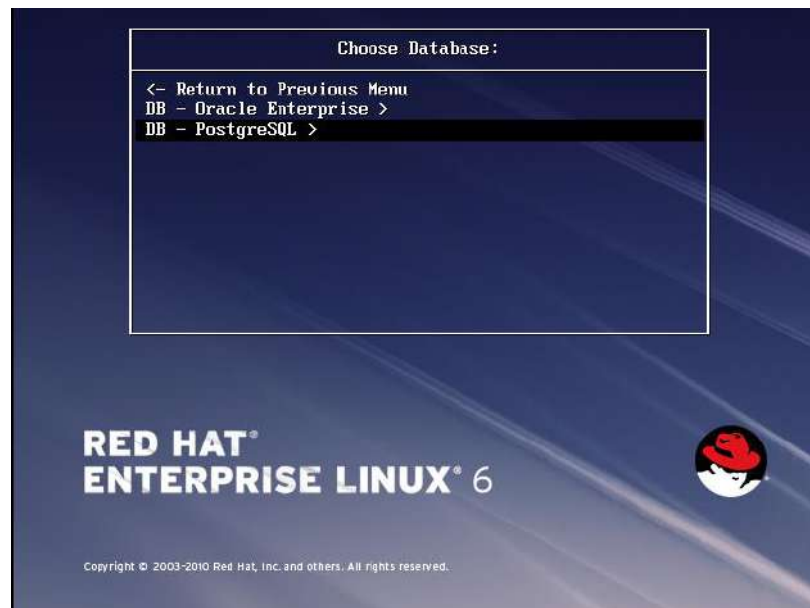 Choose Database:
<- Return to Previous Menu
DB - Oracle Enterprise >
DB - PostgreSQL >
RED HAT®
ENTERPRISE LINUX® 6
Copyright © 2003-2010 Red Hat, Inc. and others. All rights reserved.